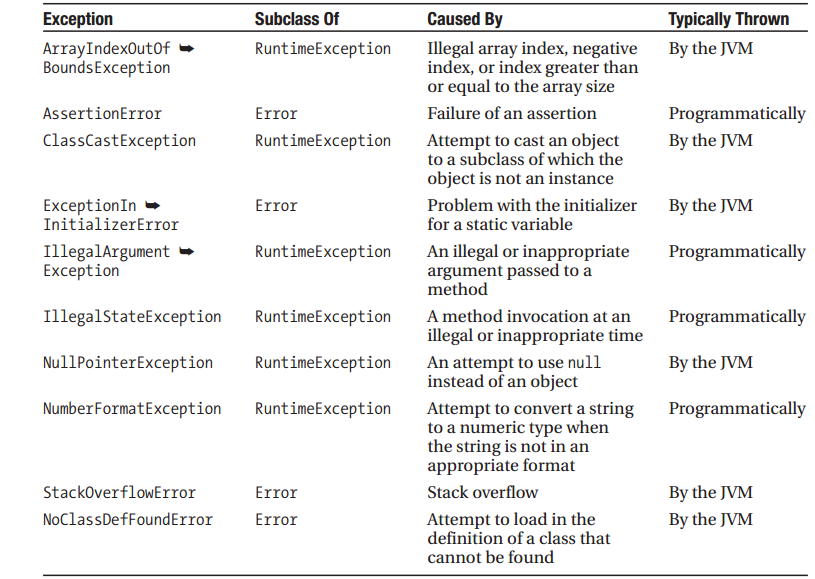 Exception Subclass Of Caused By Typically Thrown
ArrayIndexOutOf ➥ RuntimeException Illegal array index, negative By the JVM
BoundsException index, or index greater than
or equal to the array size
AssertionError Error Failure of an assertion Programmatically
ClassCastException RuntimeException Attempt to cast an object By the JVM
to a subclass of which the
object is not an instance
ExceptionIn ➥ Error Problem with the initializer By the JVM
InitializerError for a static variable
IllegalArgument ➥ RuntimeException An illegal or inappropriate Programmatically
Exception argument passed to a
method
IllegalStateException RuntimeException A method invocation at an Programmatically
illegal or inappropriate time
NullPointerException RuntimeException An attempt to use null By the JVM
instead of an object
NumberFormatException RuntimeException Attempt to convert a string Programmatically
to a numeric type when
the string is not in an
appropriate format
StackOverflowError Error Stack overflow By the JVM
NoClassDefFoundError Error Attempt to load in the By the JVM
definition of a class that
cannot be found